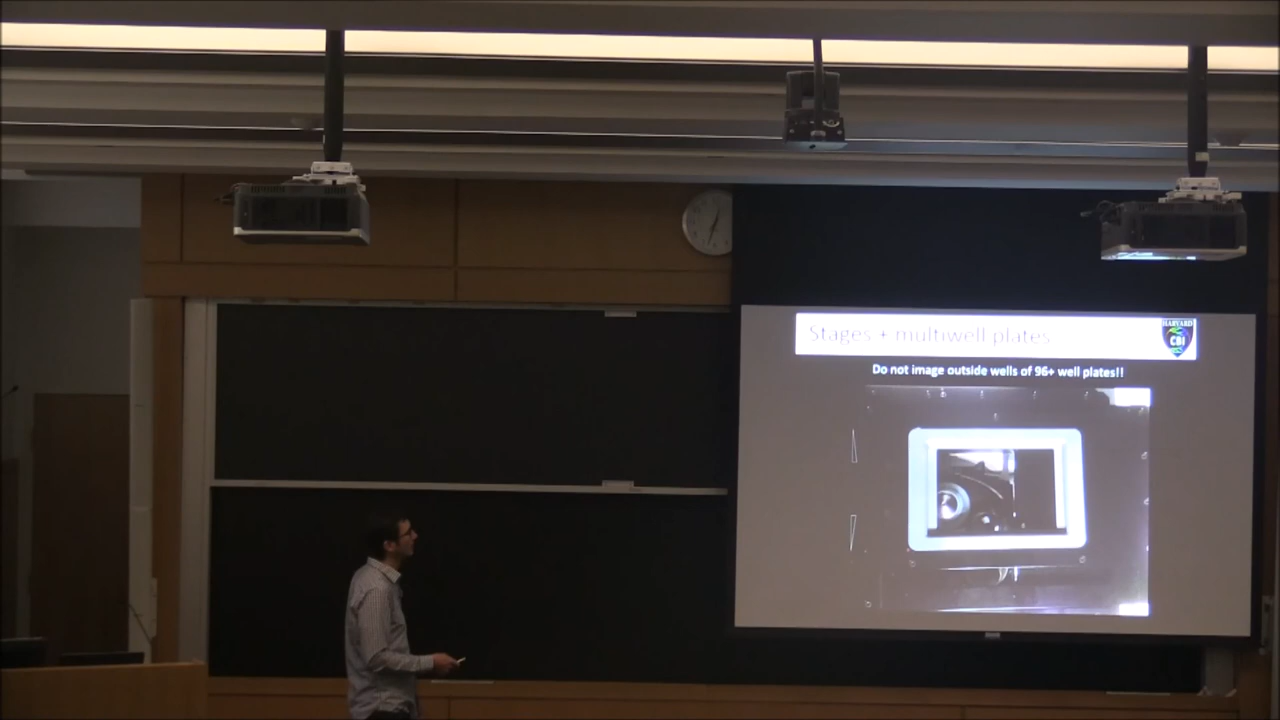 Stages + multiwell plates
HARVARD
CBI
Do not image outside wells of 96+ well plates!!